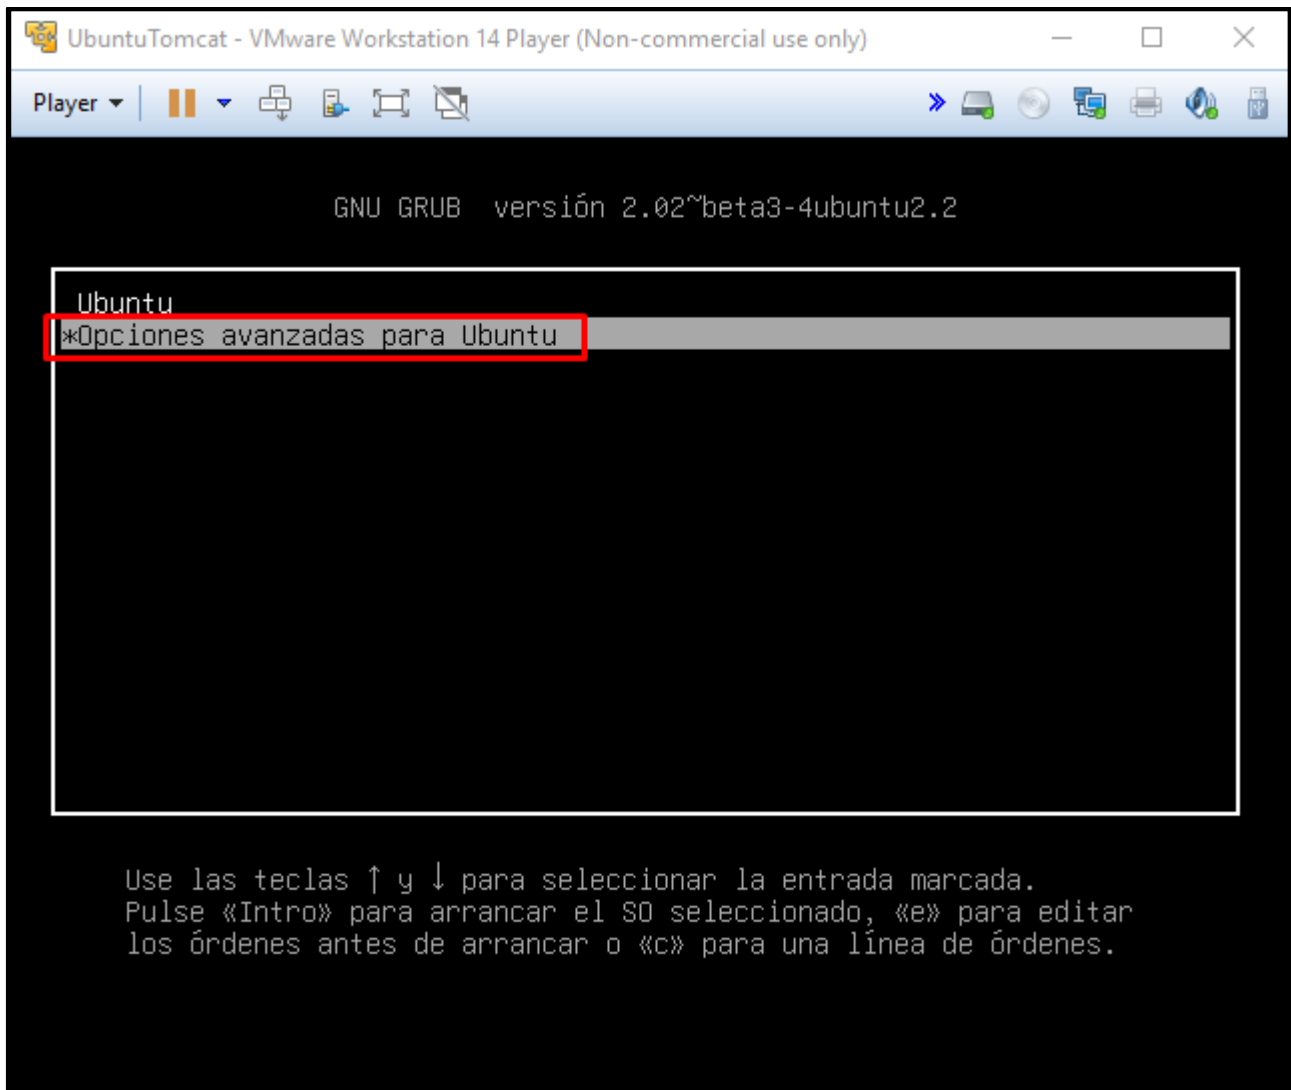 UbuntuTomcat - VMware Workstation 14 Player (Non-commercial use only)
Player
GNU GRUB  versión 2.02~beta3-4ubuntu2.2
Ubuntu
*Opciones avanzadas para Ubuntu
Use las teclas ↑ y ↓ para seleccionar la entrada marcada.
Pulse «Intro» para arrancar el SO seleccionado, «e» para editar
los órdenes antes de arrancar o «c» para una línea de órdenes.